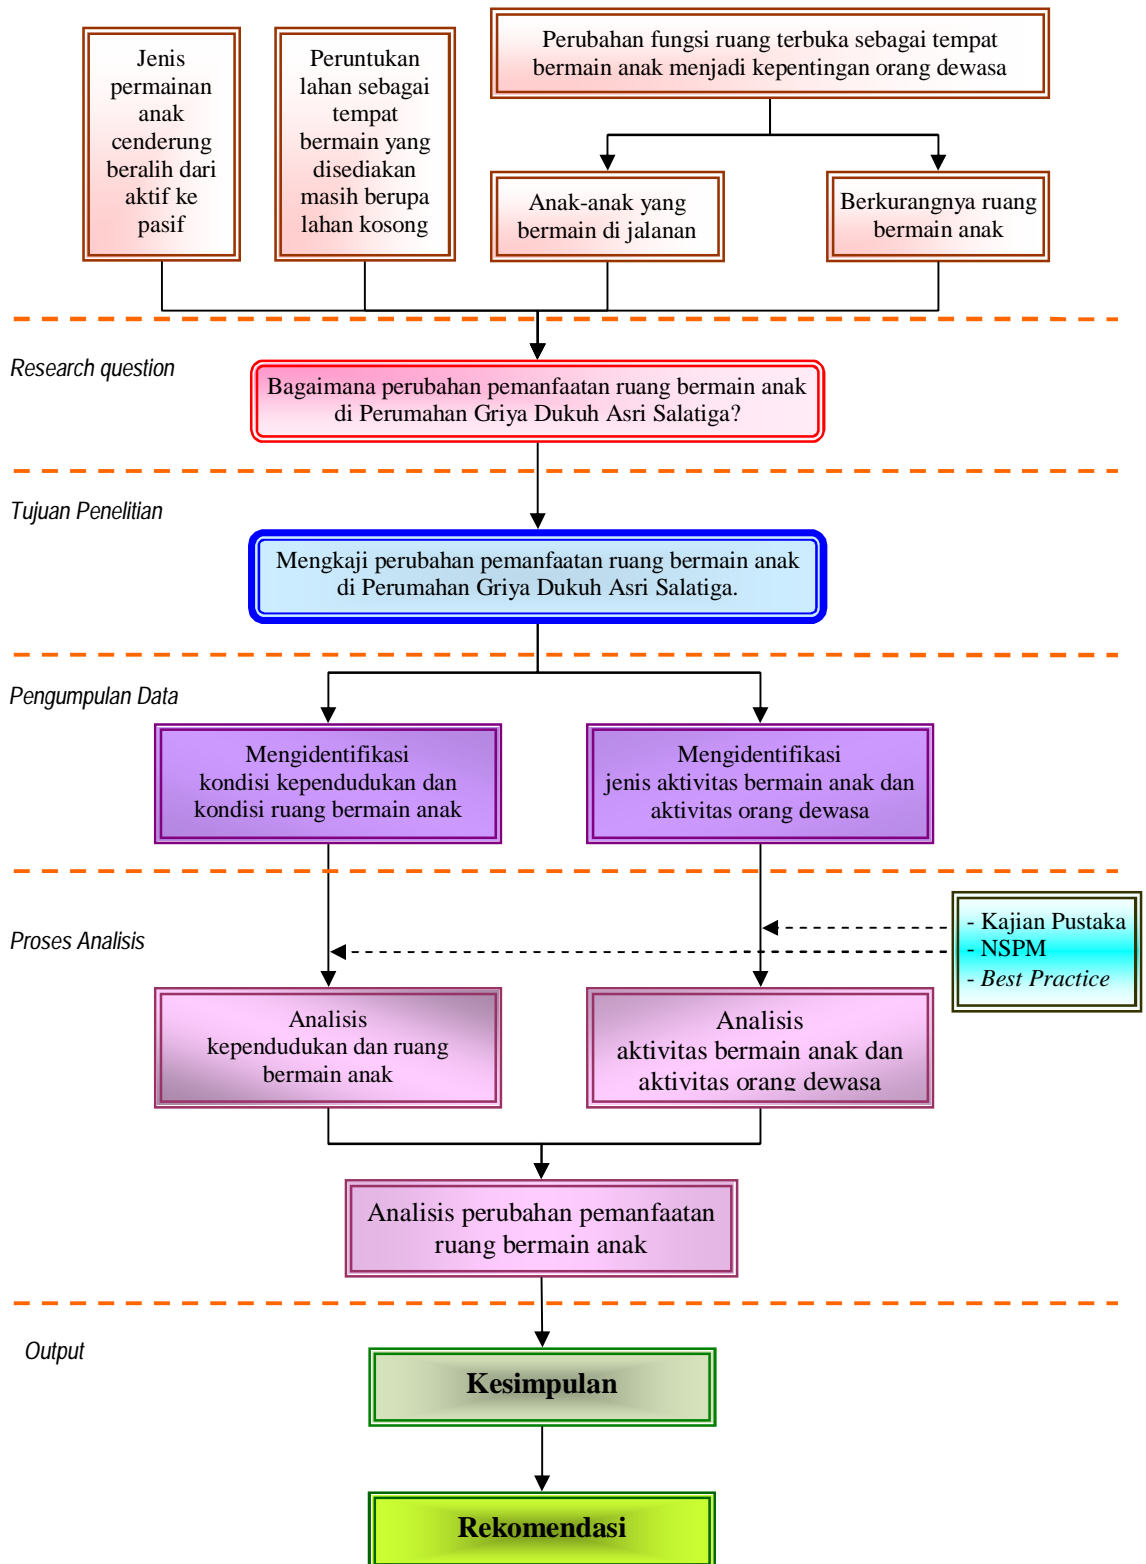 Jenis
permainan
anak
cenderung
beralih dari
aktif ke
pasif
Peruntukan
lahan sebagai
tempat
bermain yang
disediakan
masih berupa
lahan kosong
Perubahan fungsi ruang terbuka sebagai tempat
bermain anak menjadi kepentingan orang dewasa
Anak-anak yang
bermain di jalanan
Berkurangnya ruang
bermain anak
Research question
Bagaimana perubahan pemanfaatan ruang bermain anak
di Perumahan Griya Dukuh Asri Salatiga?
Tujuan Penelitian
Mengkaji perubahan pemanfaatan ruang bermain anak
di Perumahan Griya Dukuh Asri Salatiga.
Pengumpulan Data
Mengidentifikasi
kondisi kependudukan dan
kondisi ruang bermain anak
Mengidentifikasi
jenis aktivitas bermain anak dan
aktivitas orang dewasa
Proses Analisis
- Kajian Pustaka
- NSPM
- Best Practice
Analisis
kependudukan dan ruang
bermain anak
Analisis
aktivitas bermain anak dan
aktivitas orang dewasa
Analisis perubahan pemanfaatan
ruang bermain anak
Output
Kesimpulan
Rekomendasi